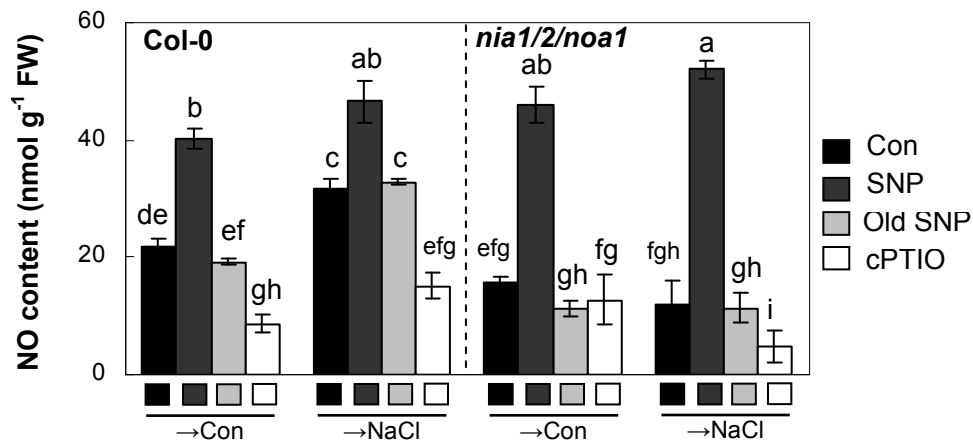 NO content (nmol g⁻¹ FW)
60
40
20
0
Col-0
nia1/2/noa1
de
b
ef
gh
c
ab
c
efg
efg
ab
gh
fg
fgh
a
gh
i
Con
SNP
Old SNP
cPTIO
→Con
→NaCl
→Con
→NaCl